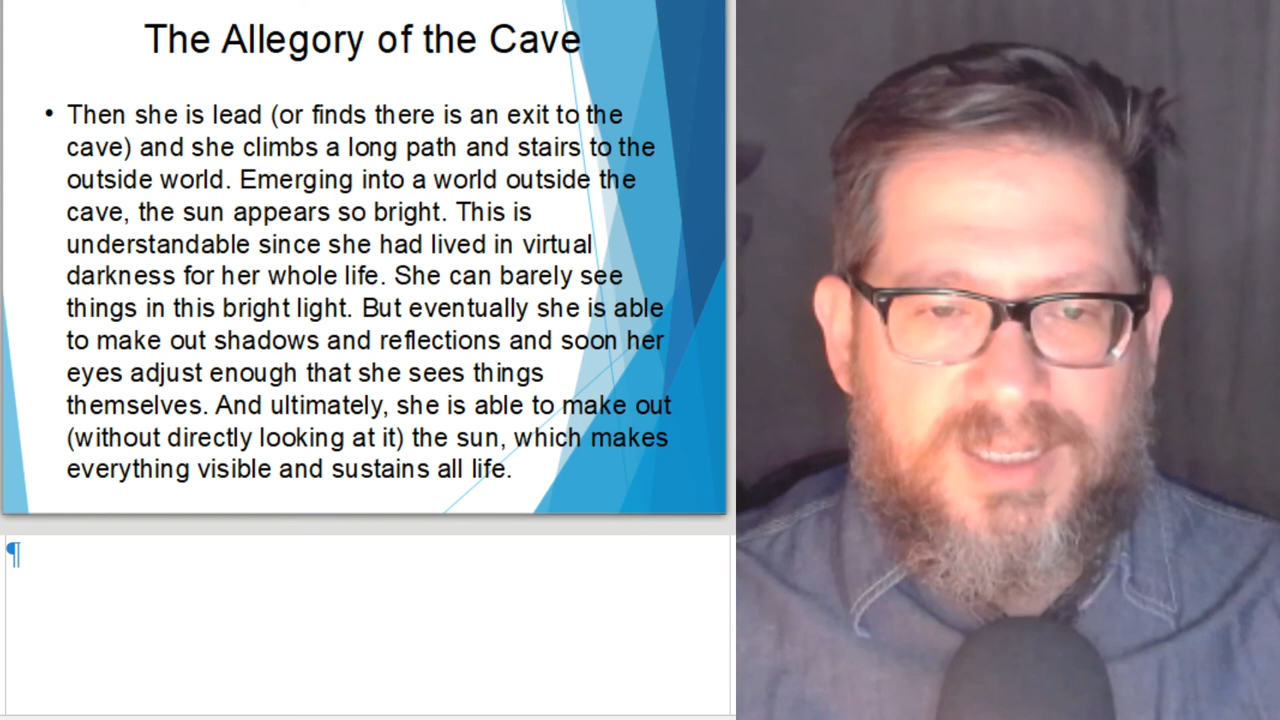 The Allegory of the Cave
• Then she is lead (or finds there is an exit to the
cave) and she climbs a long path and stairs to the
outside world. Emerging into a world outside the
cave, the sun appears so bright. This is
understandable since she had lived in virtual
darkness for her whole life. She can barely see
things in this bright light. But eventually she is able
to make out shadows and reflections and soon her
eyes adjust enough that she sees things
themselves. And ultimately, she is able to make out
(without directly looking at it) the sun, which makes
everything visible and sustains all life.
¶